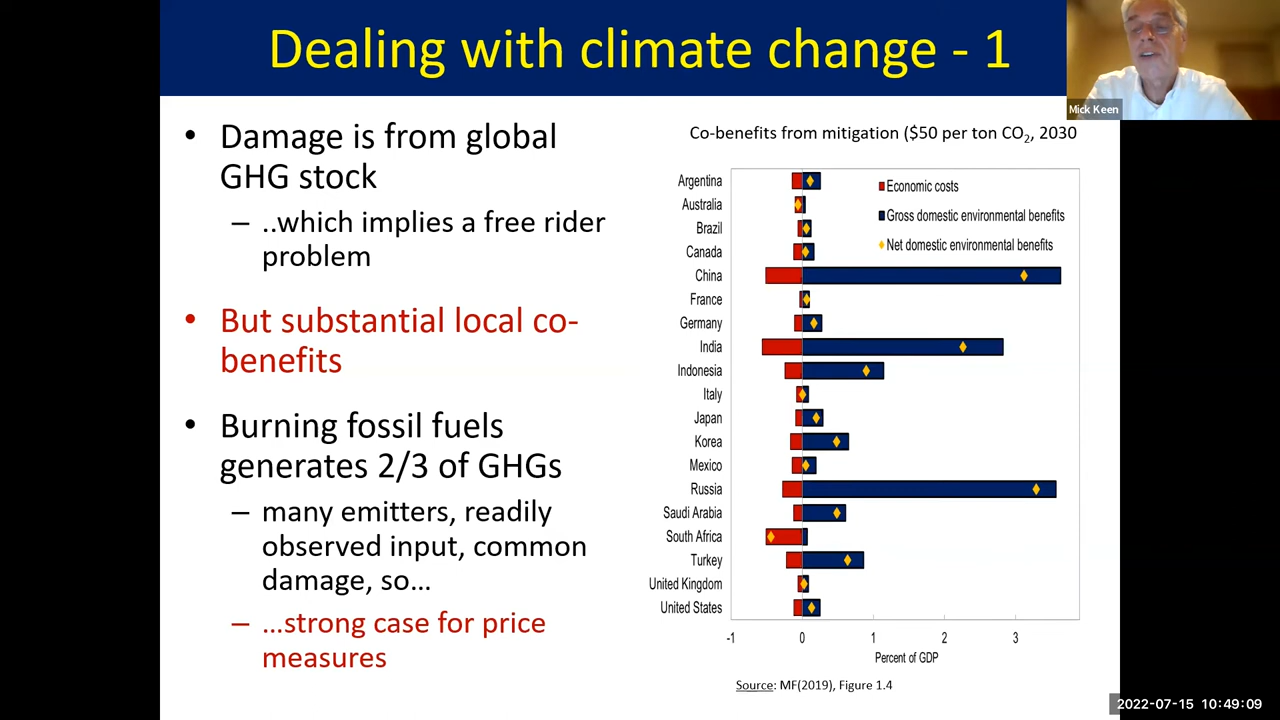 Dealing with climate change - 1
Mick Keen
• Damage is from global
GHG stock
– ..which implies a free rider
problem
• But substantial local co-
benefits
• Burning fossil fuels
generates 2/3 of GHGs
– many emitters, readily
observed input, common
damage, so…
– …strong case for price
measures
Co-benefits from mitigation ($50 per ton CO2, 2030
Economic costs
Gross domestic environmental benefits
Net domestic environmental benefits
Argentina
Australia
Brazil
Canada
China
France
Germany
India
Indonesia
Italy
Japan
Korea
Mexico
Russia
Saudi Arabia
South Africa
Turkey
United Kingdom
United States
-1 0 1 2 3
Percent of GDP
Source: MF(2019), Figure 1.4
2022-07-15 10:49:09